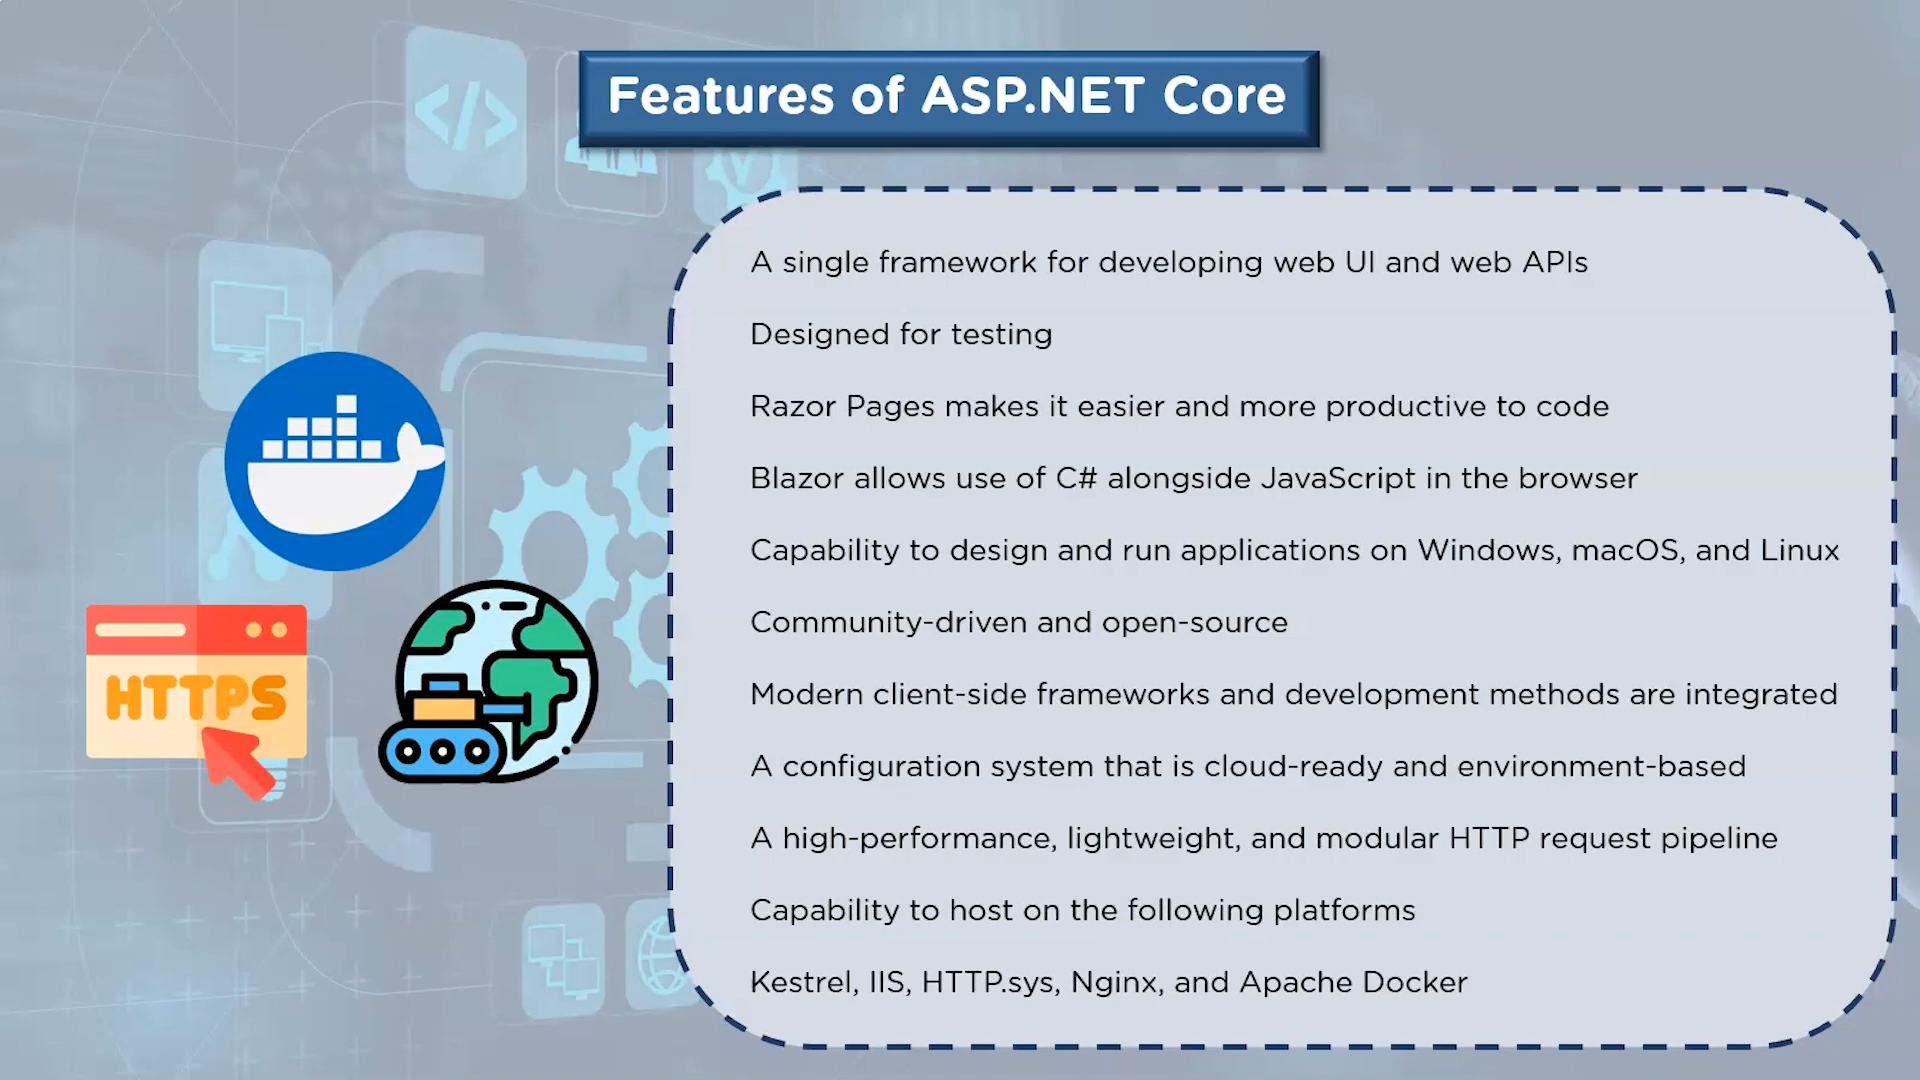 Features of ASP.NET Core
A single framework for developing web UI and web APIs
Designed for testing
Razor Pages makes it easier and more productive to code
Blazor allows use of C# alongside JavaScript in the browser
Capability to design and run applications on Windows, macOS, and Linux
Community-driven and open-source
Modern client-side frameworks and development methods are integrated
A configuration system that is cloud-ready and environment-based
A high-performance, lightweight, and modular HTTP request pipeline
Capability to host on the following platforms
Kestrel, IIS, HTTP.sys, Nginx, and Apache Docker
HTTPS